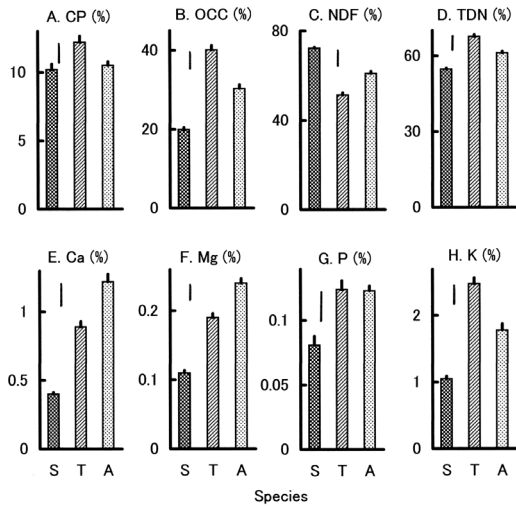 A. CP (%)
B. OCC (%)
C. NDF (%)
D. TDN (%)
10
5
0
40
20
0
80
40
0
60
30
0
E. Ca (%)
F. Mg (%)
G. P (%)
H. K (%)
1
0.5
0
0.2
0.1
0
0.1
0.05
0
2
1
0
S T A
S T A
S T A
S T A
Species